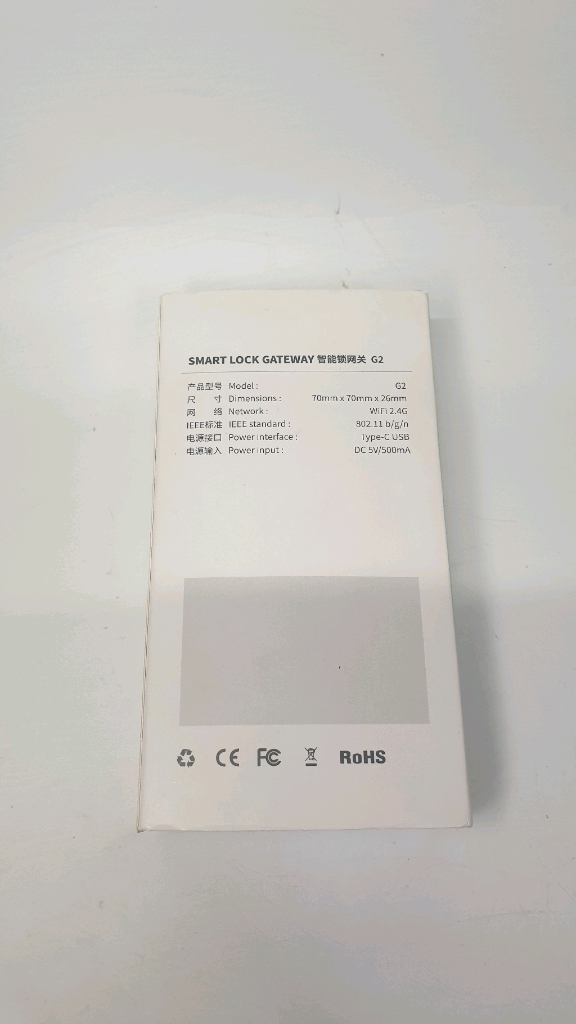 SMART LOCK GATEWAY 智能锁网关 G2
产品型号 Model : G2
尺 寸 Dimensions : 70mm x 70mm x 26mm
网 络 Network : WiFi 2.4G
IEEE标准 IEEE standard : 802.11 b/g/n
电源接口 Power interface : Type-C USB
电源输入 Power input : DC 5V/500mA
CE FC RoHS